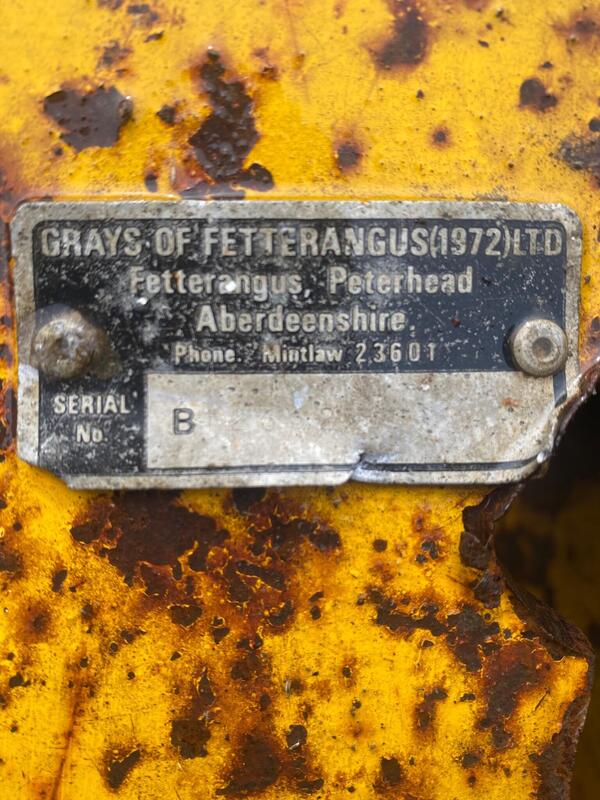 GRAYS OF FETTERANGUS(1972)LTD
Fetterangus, Peterhead
Aberdeenshire.
Phone. Mintlaw 23601
SERIAL
No.
B